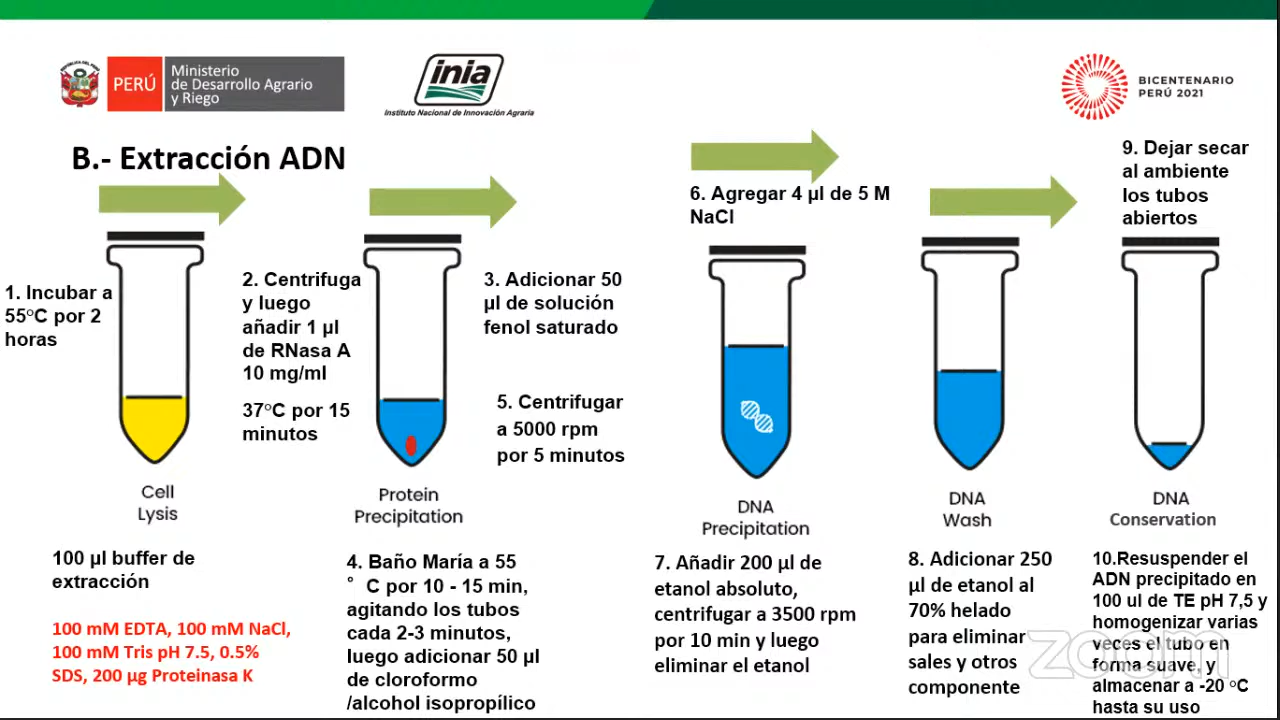 PERÚ
Ministerio
de Desarrollo Agrario
y Riego
inia
Instituto Nacional de Innovación Agraria
BICENTENARIO
PERÚ 2021
B.- Extracción ADN
1. Incubar a
55°C por 2
horas
Cell
Lysis
100 µl buffer de
extracción
100 mM EDTA, 100 mM NaCl,
100 mM Tris pH 7.5, 0.5%
SDS, 200 µg Proteinasa K
2. Centrifuga
y luego
añadir 1 µl
de RNasa A
10 mg/ml
37°C por 15
minutos
Protein
Precipitation
3. Adicionar 50
µl de solución
fenol saturado
4. Baño María a 55
° C por 10 - 15 min,
agitando los tubos
cada 2-3 minutos,
luego adicionar 50 µl
de cloroformo
/alcohol isopropílico
5. Centrifugar
a 5000 rpm
por 5 minutos
6. Agregar 4 µl de 5 M
NaCl
DNA
Precipitation
7. Añadir 200 µl de
etanol absoluto,
centrifugar a 3500 rpm
por 10 min y luego
eliminar el etanol
DNA
Wash
8. Adicionar 250
µl de etanol al
70% helado
para eliminar
sales y otros
componente
9. Dejar secar
al ambiente
los tubos
abiertos
DNA
Conservation
10.Resuspender el
ADN precipitado en
100 ul de TE pH 7,5 y
homogenizar varias
veces el tubo en
forma suave, y
almacenar a -20 °C
hasta su uso
zoom